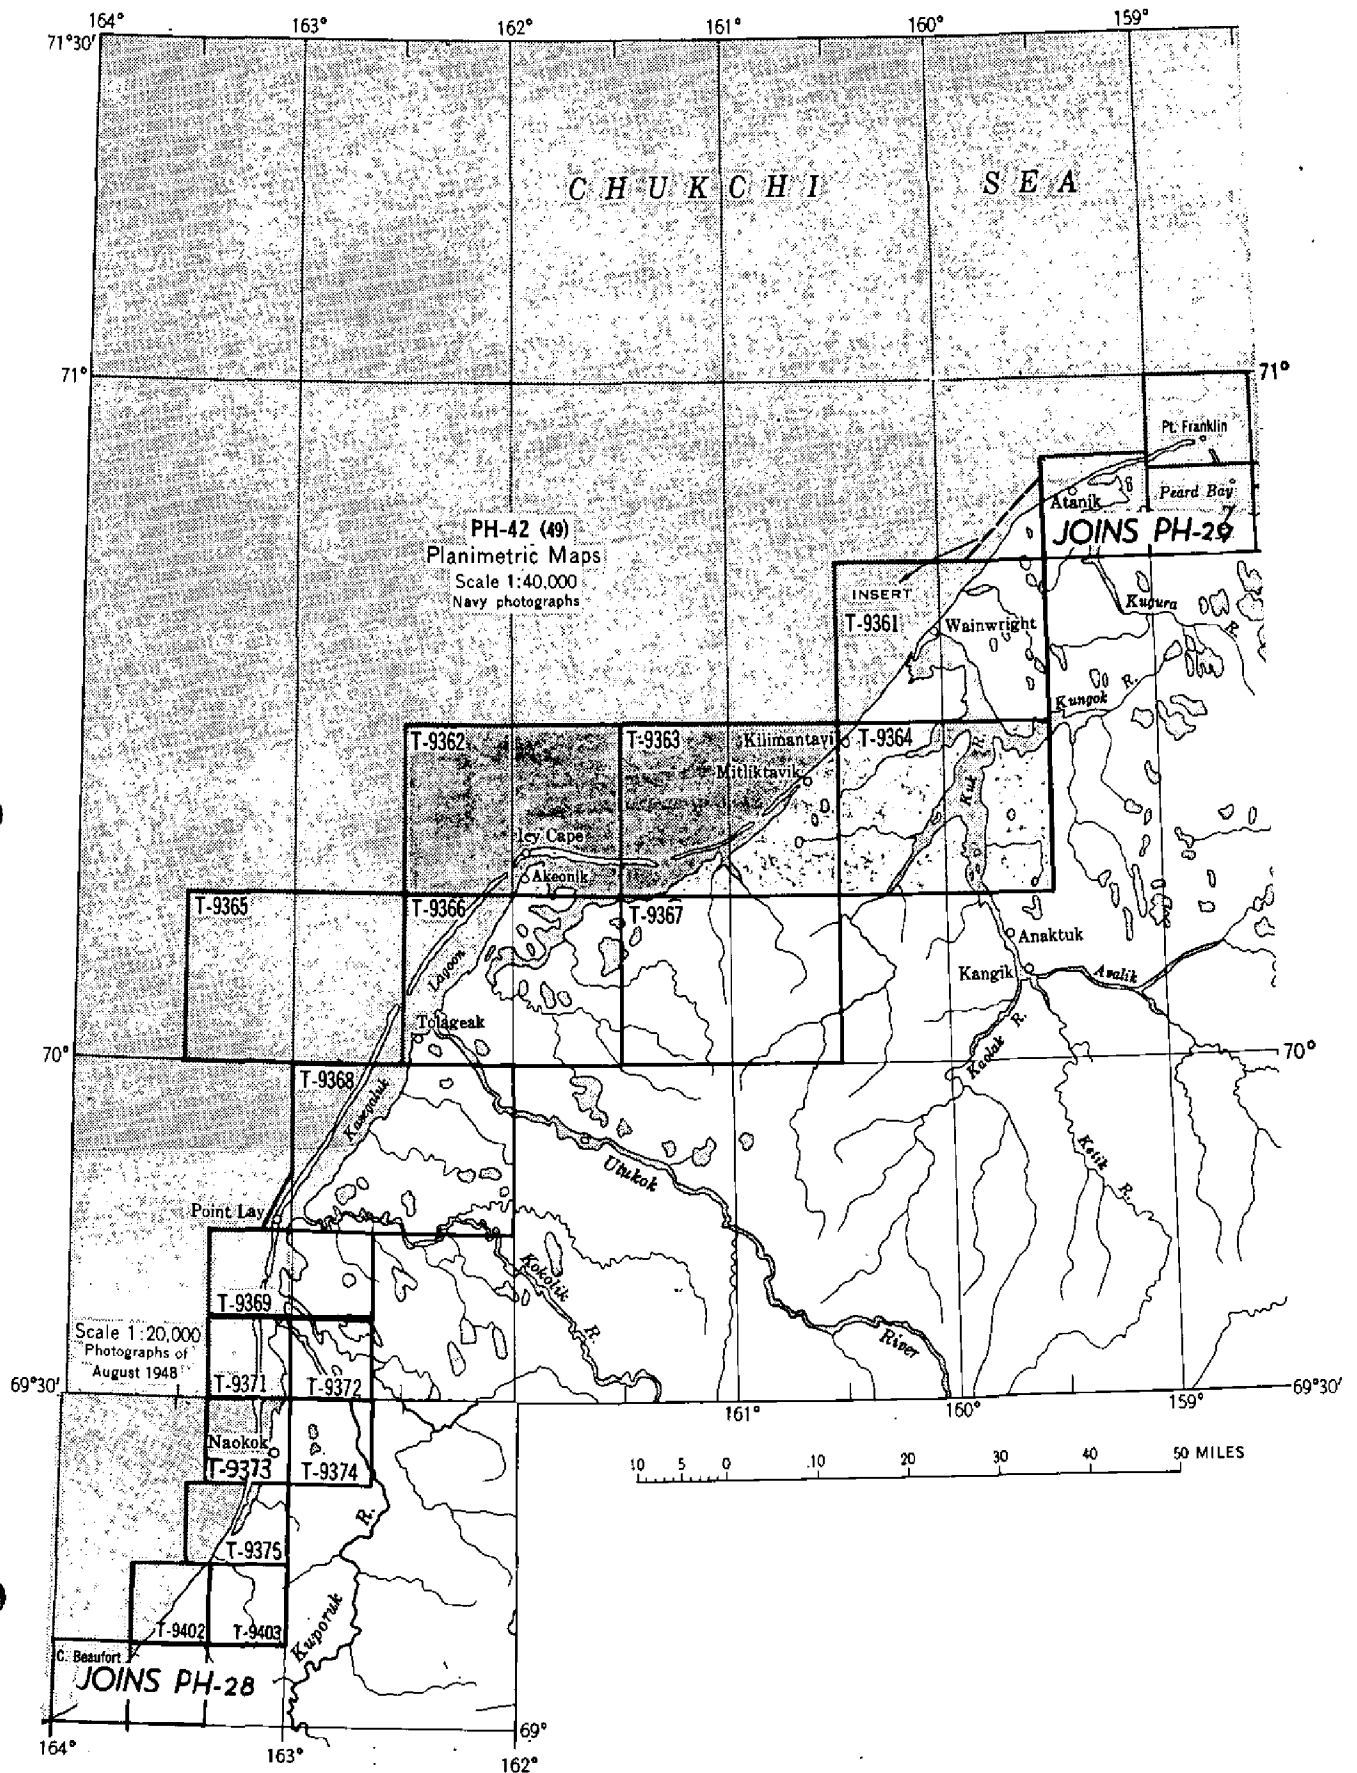 164° 163° 162° 161° 160° 159°
71°30′
CHUKCHI SEA
71° 71°
Pt. Franklin
Peard Bay
Atanik
JOINS PH-29
7
PH-42 (49)
Planimetric Maps
Scale 1:40,000
Navy photographs
INSERT
T-9361
Wainwright
Kugura
R.
Kungok R.
T-9362
T-9363
Kilimantavi
T-9364
Mitliktavik
Kuk R.
Icy Cape
Akeonik
T-9365
T-9366
T-9367
Anaktuk
Kangik
Avalik
Lagoon
Tolageak
Kaolak R.
70° 70°
T-9368
Kasegaluk
Utukok
Ketik R.
Point Lay
Kokolik
R.
T-9369
Scale 1:20,000
Photographs of
August 1948
River
T-9371
T-9372
69°30′ 69°30′
161° 160° 159°
Naokok
T-9373
T-9374
10 5 0 10 20 30 40 50 MILES
R.
T-9375
Kuporuk
T-9402
T-9403
C. Beaufort
JOINS PH-28
69°
164° 163° 162°